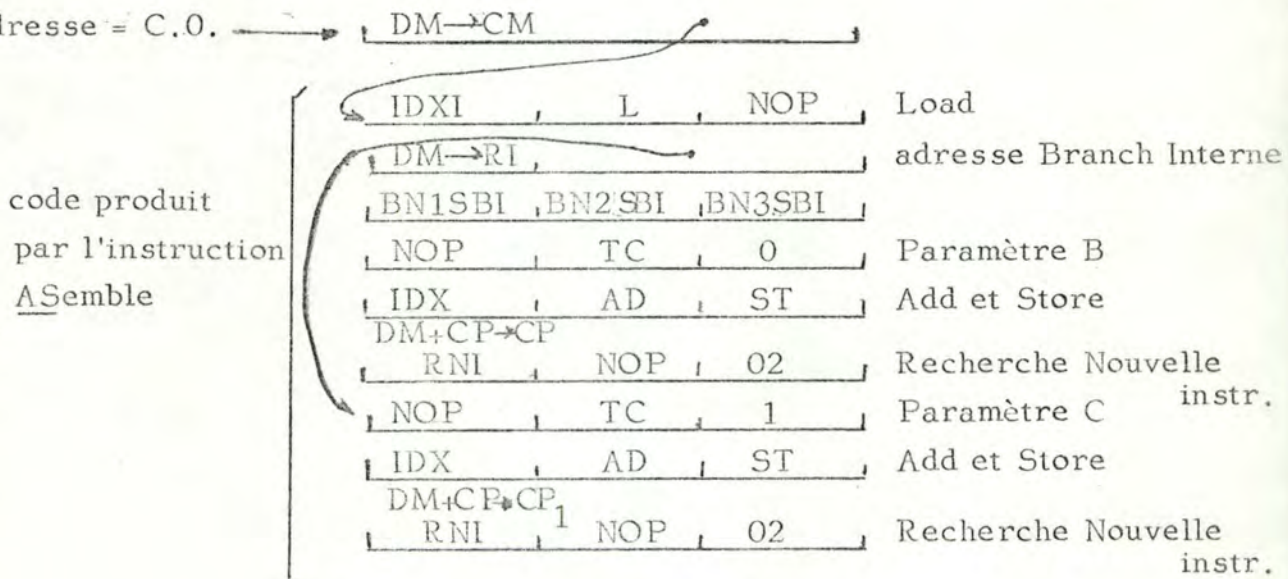 dresse = C.O. → DM→CM
IDXI L NOP Load
DM→RI adresse Branch Interne
code produit BN1SBI BN2SBI BN3SBI
par l'instruction NOP TC 0 Paramètre B
ASemble IDX AD ST Add et Store
DM+CP→CP
RNI NOP 02 Recherche Nouvelle
instr.
NOP TC 1 Paramètre C
IDX AD ST Add et Store
DM+CP→CP
RNI 1 NOP 02 Recherche Nouvelle
instr.